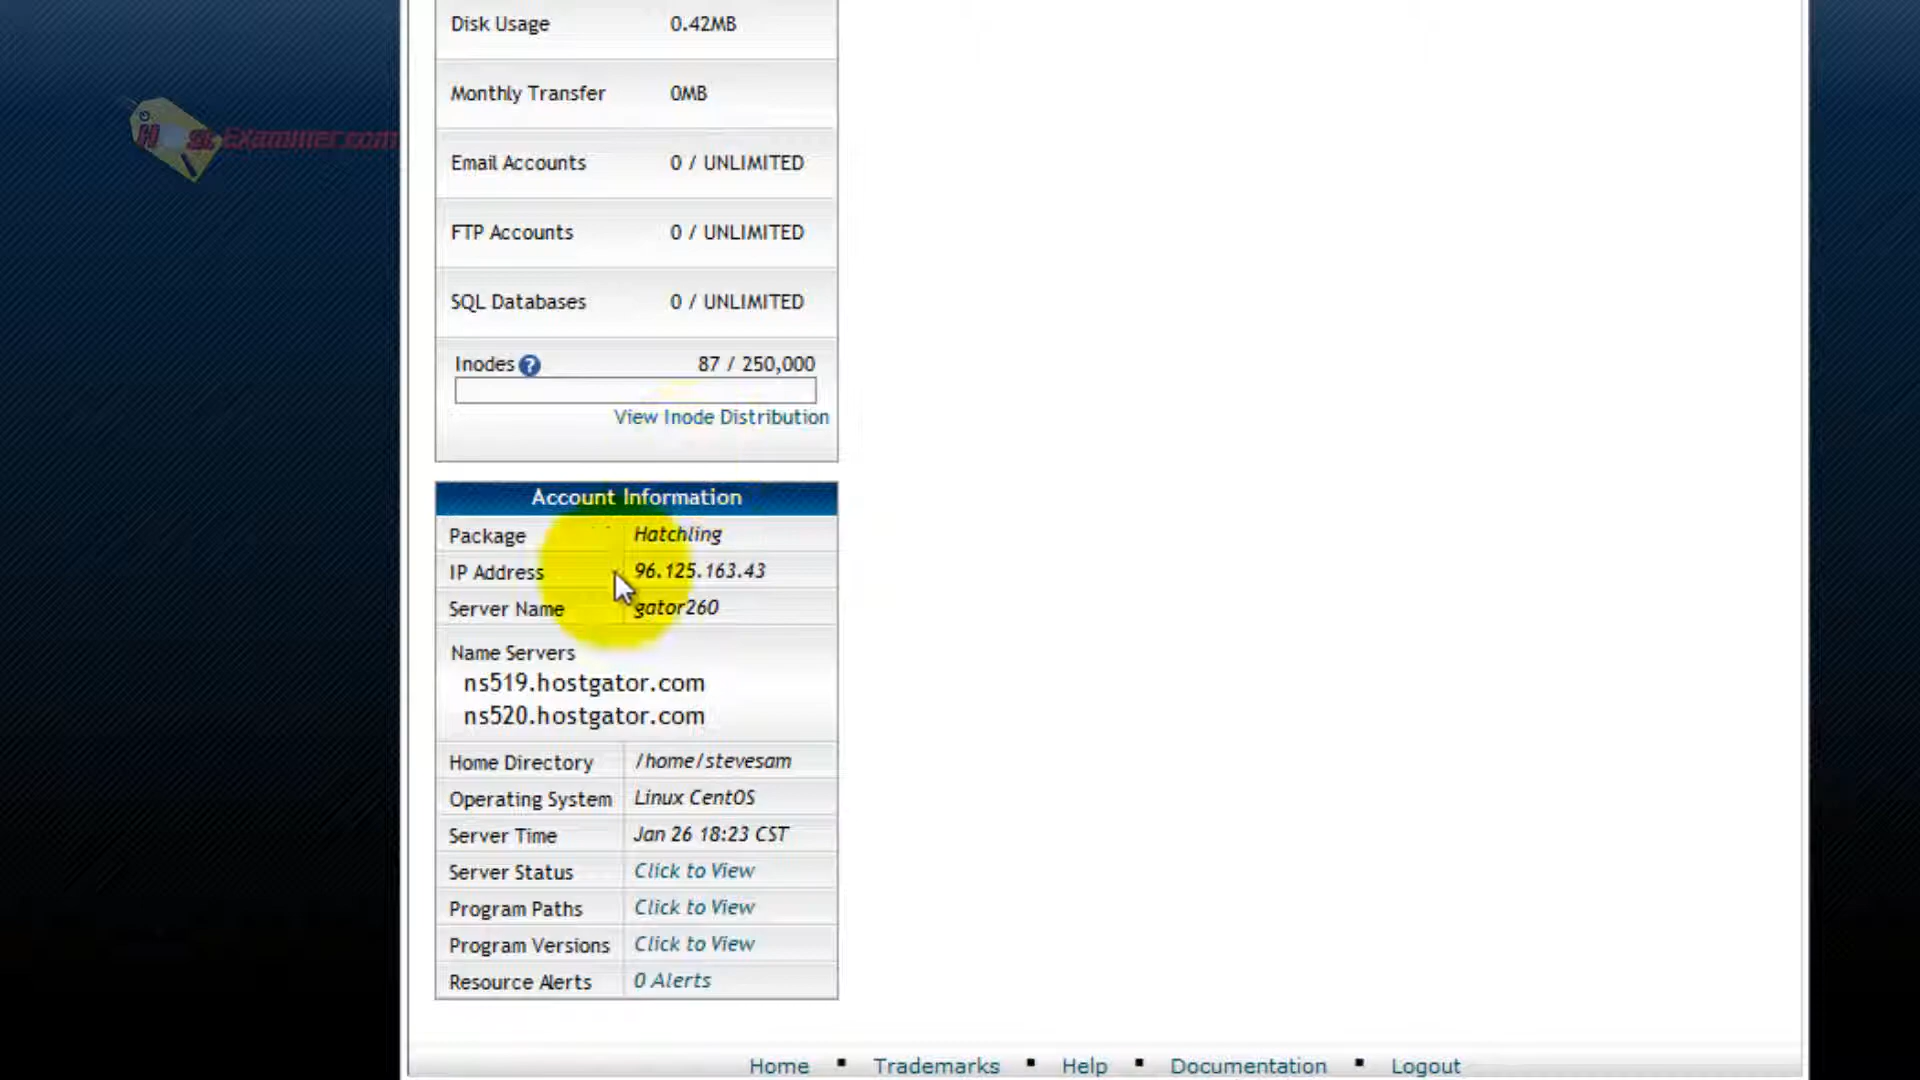 Disk Usage 0.42MB
Monthly Transfer 0MB
Host-Examiner.com
Email Accounts 0 / UNLIMITED
FTP Accounts 0 / UNLIMITED
SQL Databases 0 / UNLIMITED
Inodes ? 87 / 250,000
View Inode Distribution
Account Information
Package Hatchling
IP Address 96.125.163.43
Server Name gator260
Name Servers
ns519.hostgator.com
ns520.hostgator.com
Home Directory /home/stevesam
Operating System Linux CentOS
Server Time Jan 26 18:23 CST
Server Status Click to View
Program Paths Click to View
Program Versions Click to View
Resource Alerts 0 Alerts
Home ▪ Trademarks ▪ Help ▪ Documentation ▪ Logout